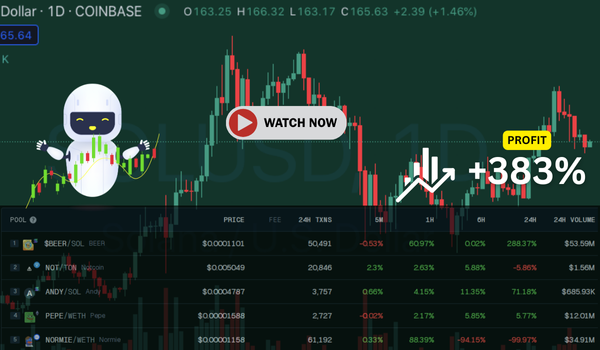 Dollar · 1D · COINBASE O163.25 H166.32 L163.17 C165.63 +2.39 (+1.46%)
65.64
K
WATCH NOW
PROFIT
+383%
POOL PRICE FEE 24H TXNS 5M 1H 6H 24H 24H VOLUME
1 $BEER/SOL BEER $0.0001101 50,491 -0.53% 60.97% 0.02% 288.37% $53.59M
2 NOT/TON Notcoin $0.005049 20,846 2.3% 2.63% 5.88% -5.86% $1.56M
3 ANDY/SOL Andy $0.0004787 3,757 0.66% 4.15% 11.35% 71.18% $685.93K
4 PEPE/WETH Pepe $0.00001588 2,727 -0.02% 2.17% 5.85% 5.77% $12.01M
5 NORMIE/WETH Normie $0.00001158 61,192 0.33% 88.39% -94.15% -99.97% $34.91M